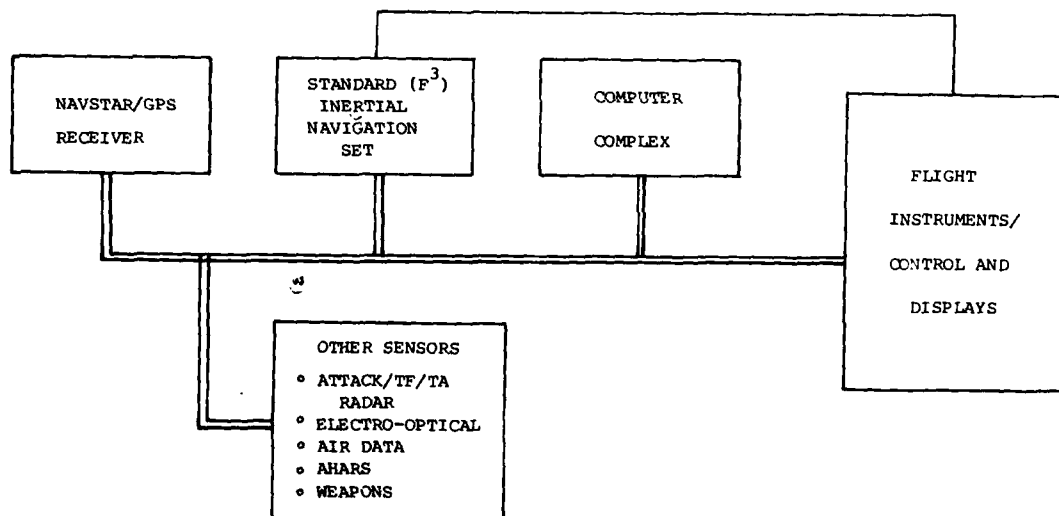 NAVSTAR/GPS
RECEIVER
STANDARD (F³)
INERTIAL
NAVIGATION
SET
COMPUTER
COMPLEX
FLIGHT
INSTRUMENTS/
CONTROL AND
DISPLAYS
OTHER SENSORS
° ATTACK/TF/TA
RADAR
° ELECTRO-OPTICAL
° AIR DATA
° AHARS
° WEAPONS